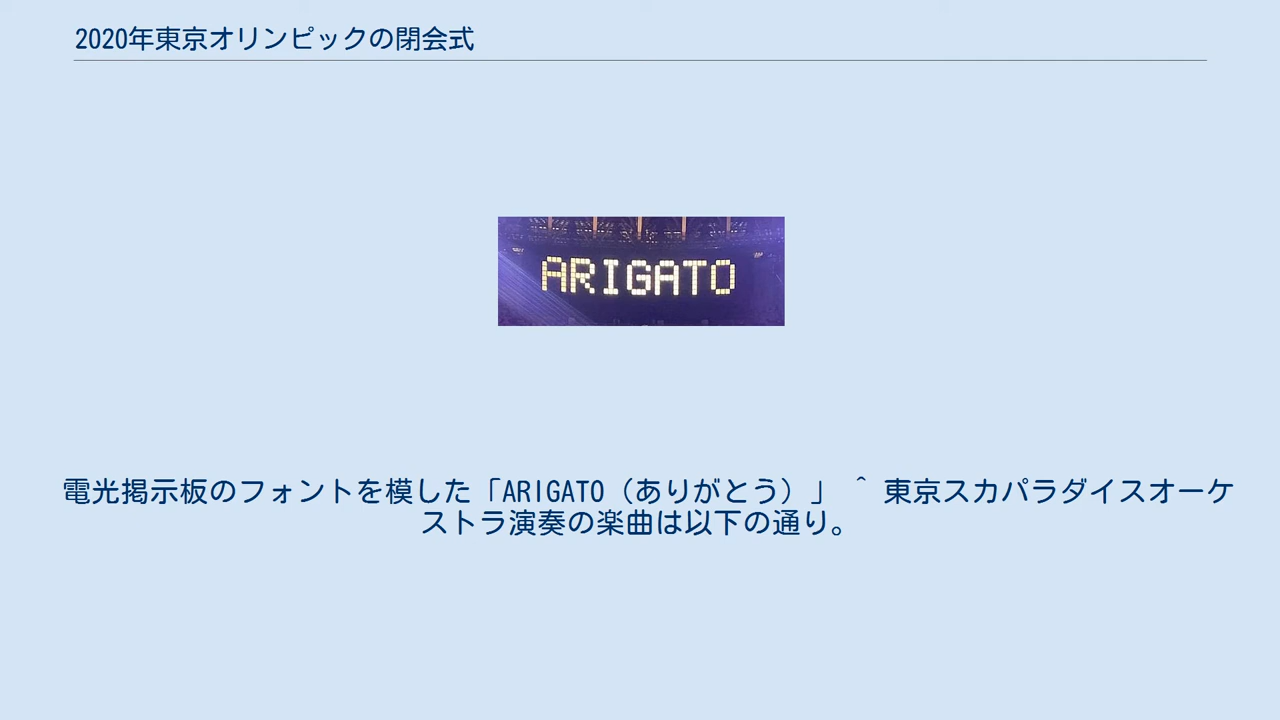 2020年東京オリンピックの閉会式
ARIGATO
電光掲示板のフォントを模した「ARIGATO（ありがとう）」 ^ 東京スカパラダイスオーケ
ストラ演奏の楽曲は以下の通り。